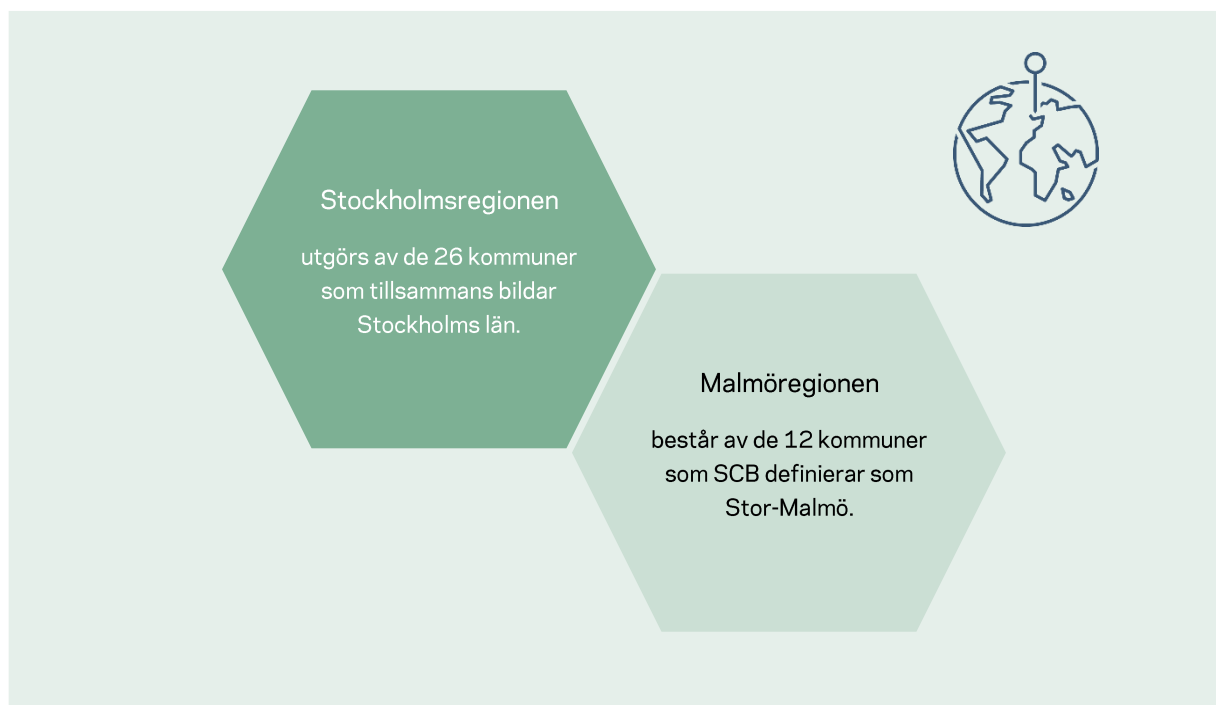 Stockholmsregionen
utgörs av de 26 kommuner
som tillsammans bildar
Stockholms län.
Malmöregionen
består av de 12 kommuner
som SCB definierar som
Stor-Malmö.